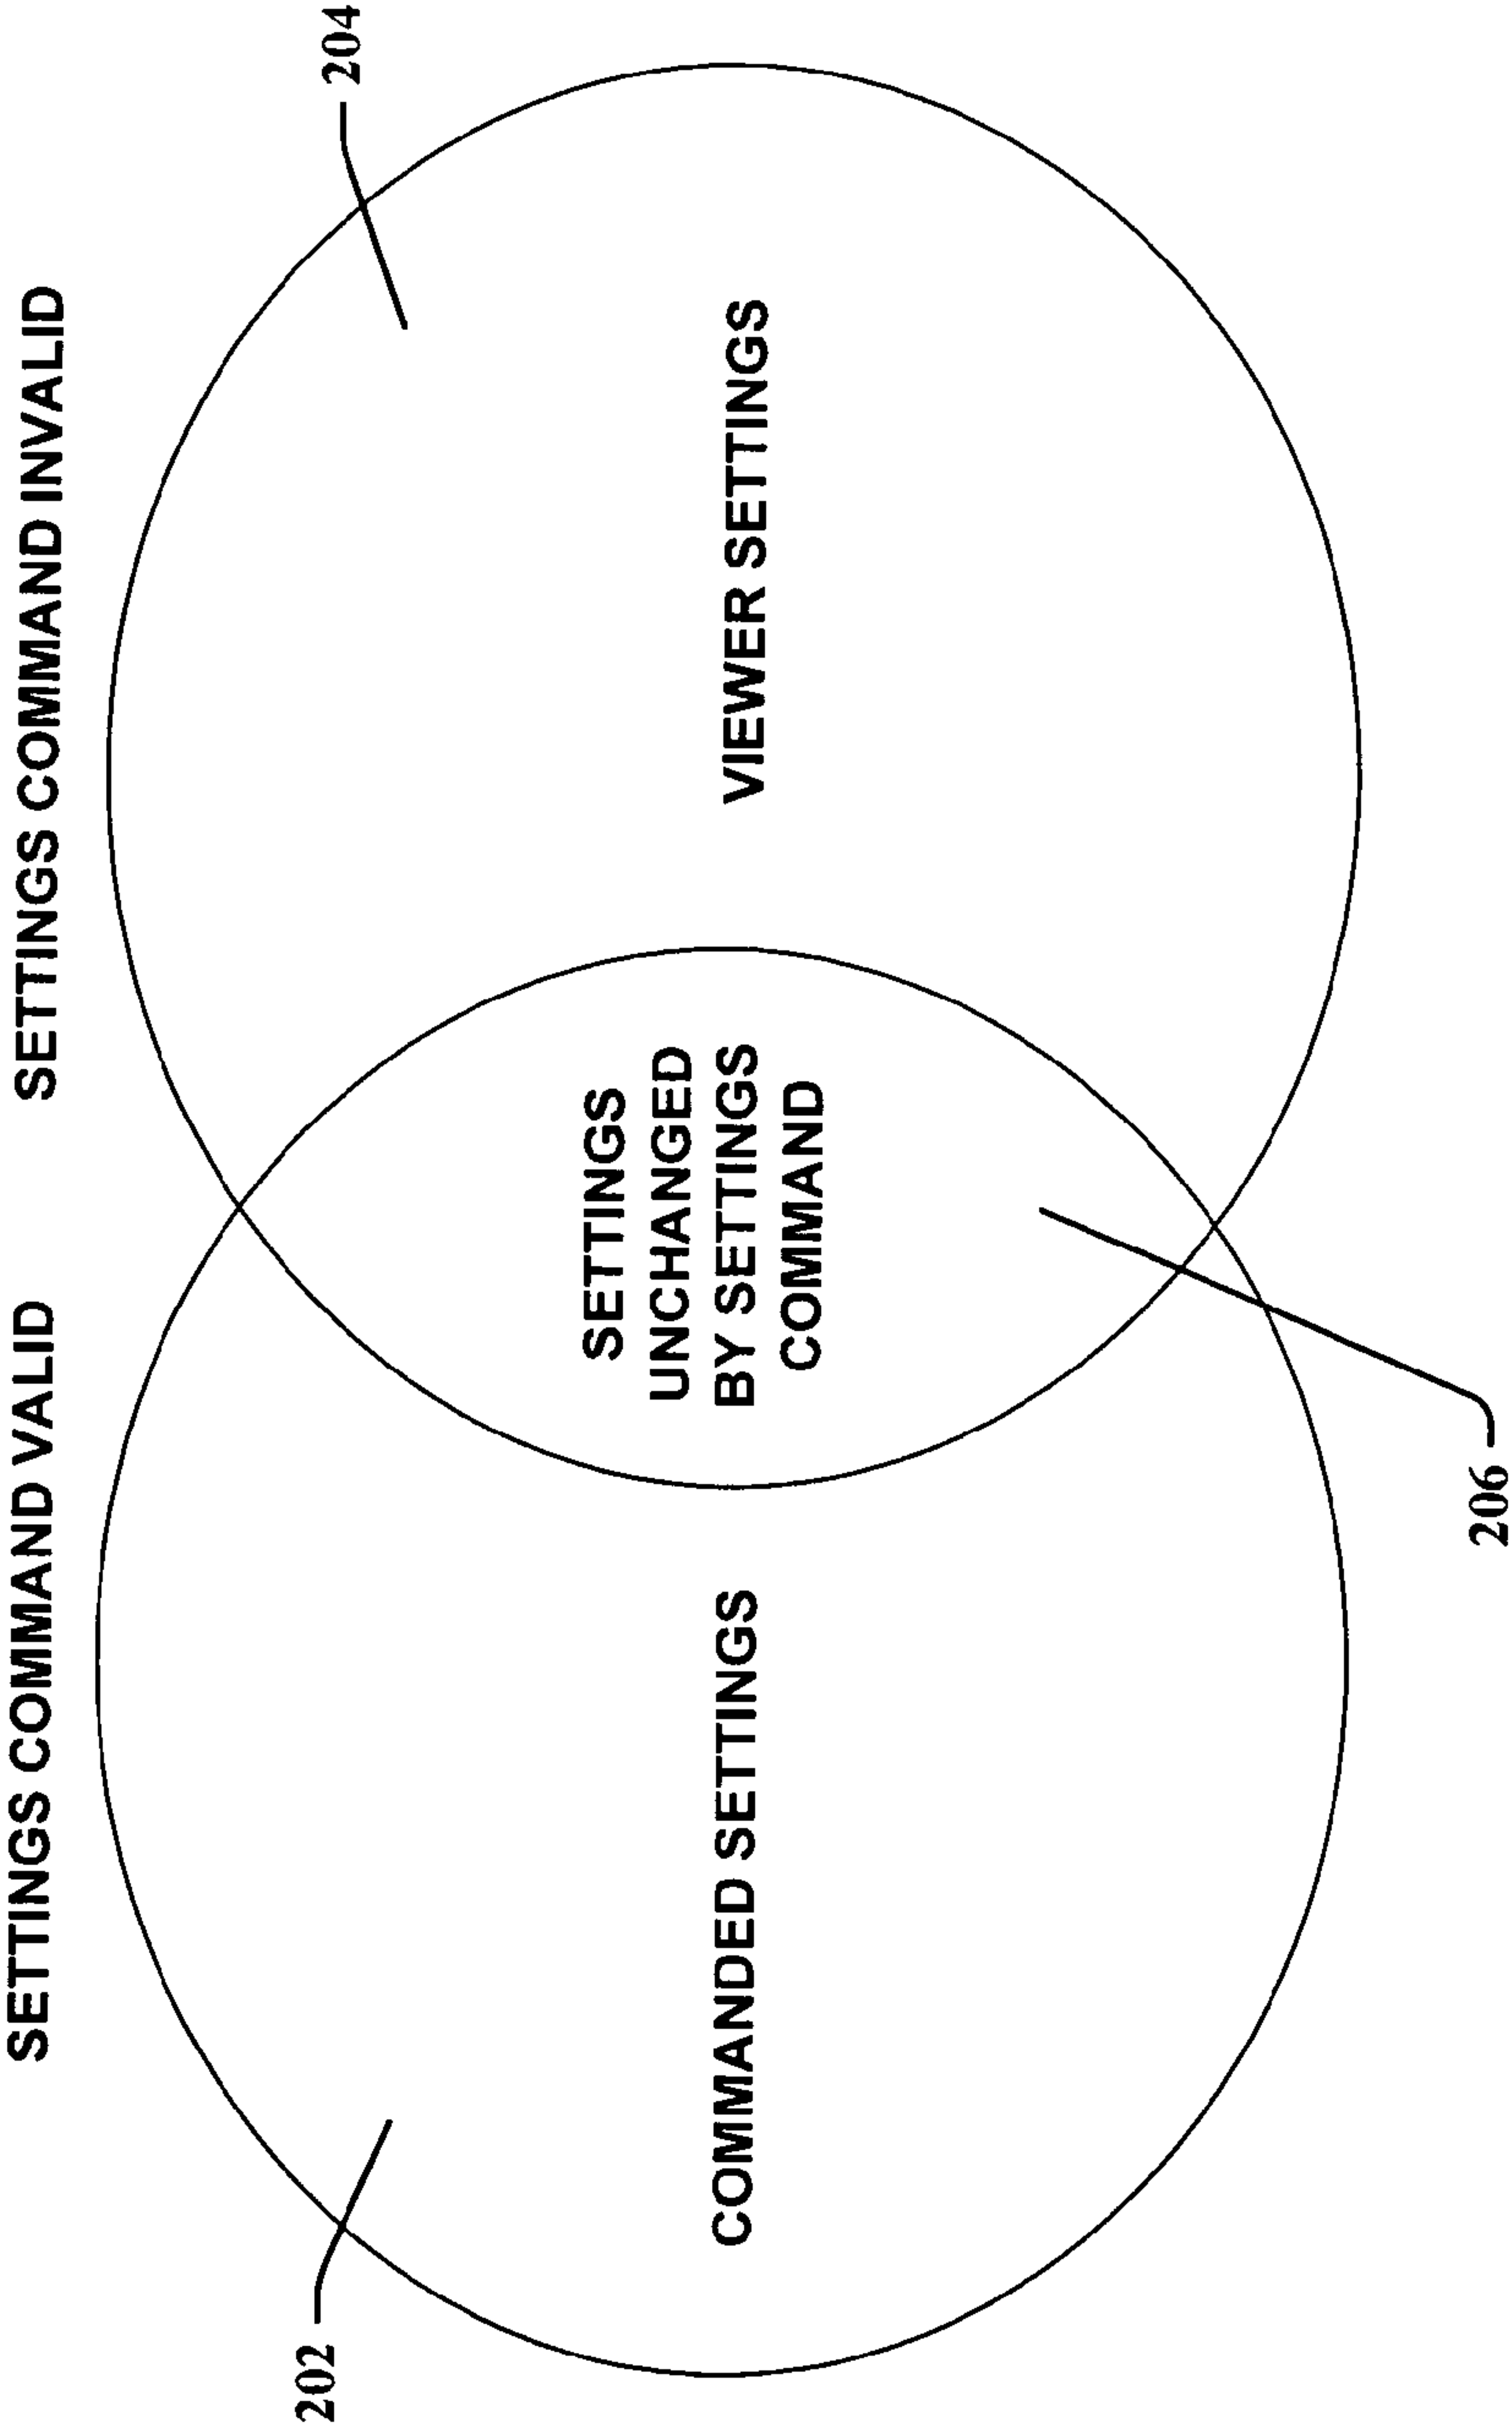 SETTINGS COMMAND VALID
SETTINGS COMMAND INVALID
202
204
COMMANDED SETTINGS
SETTINGS
UNCHANGED
BY SETTINGS
COMMAND
VIEWER SETTINGS
206